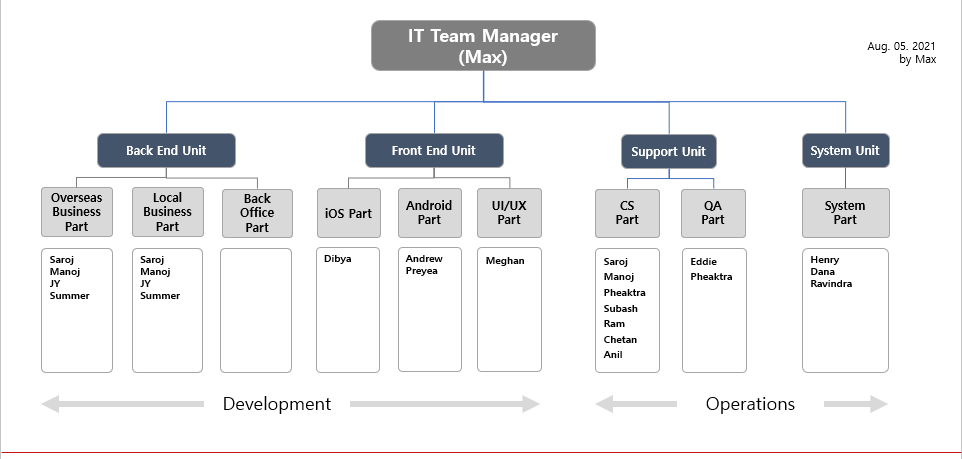 IT Team Manager
(Max)
Aug. 05. 2021
by Max
Back End Unit
Front End Unit
Support Unit
System Unit
Overseas
Business
Part
Local
Business
Part
Back
Office
Part
iOS Part
Android
Part
UI/UX
Part
CS
Part
QA
Part
System
Part
Saroj
Manoj
JY
Summer
Saroj
Manoj
JY
Summer
Dibya
Andrew
Preyea
Meghan
Saroj
Manoj
Pheaktra
Subash
Ram
Chetan
Anil
Eddie
Pheaktra
Henry
Dana
Ravindra
Development
Operations